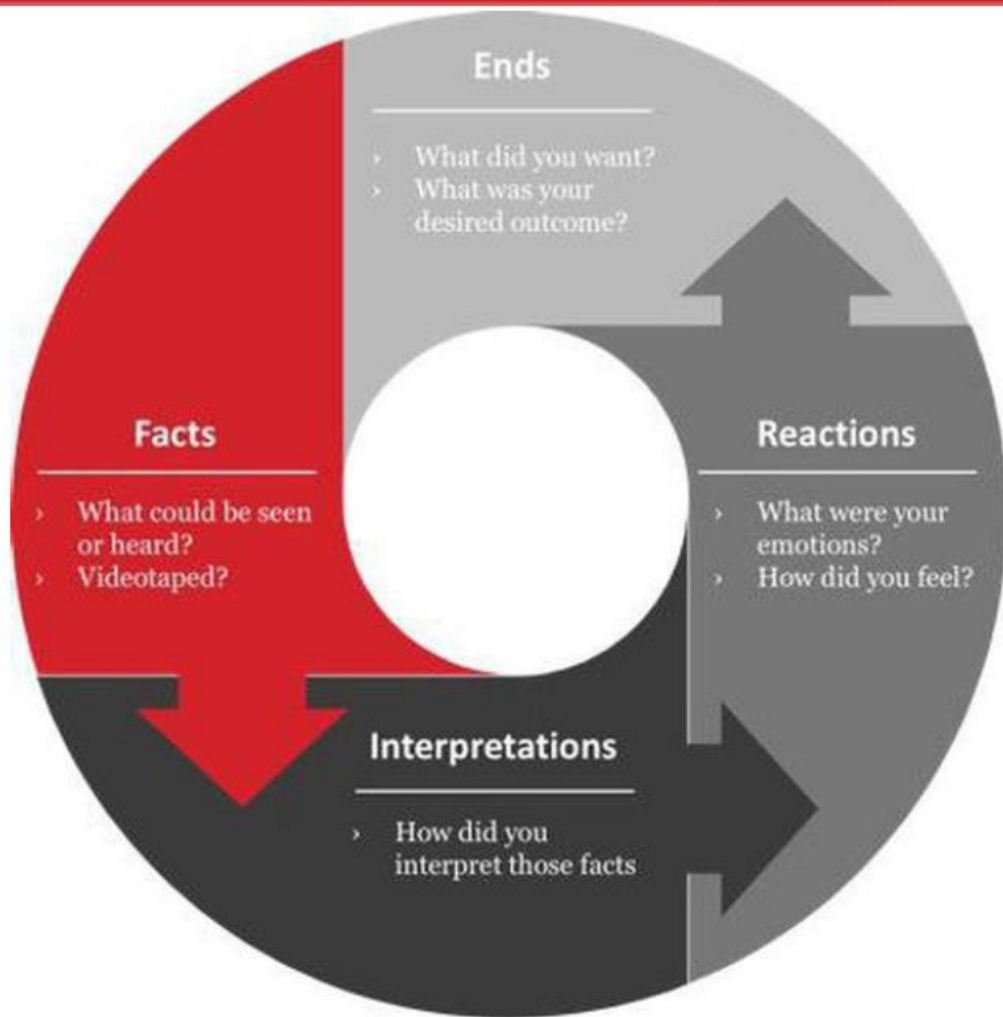 Ends
› What did you want?
› What was your
desired outcome?
Facts
› What could be seen
or heard?
› Videotaped?
Reactions
› What were your
emotions?
› How did you feel?
Interpretations
› How did you
interpret those facts